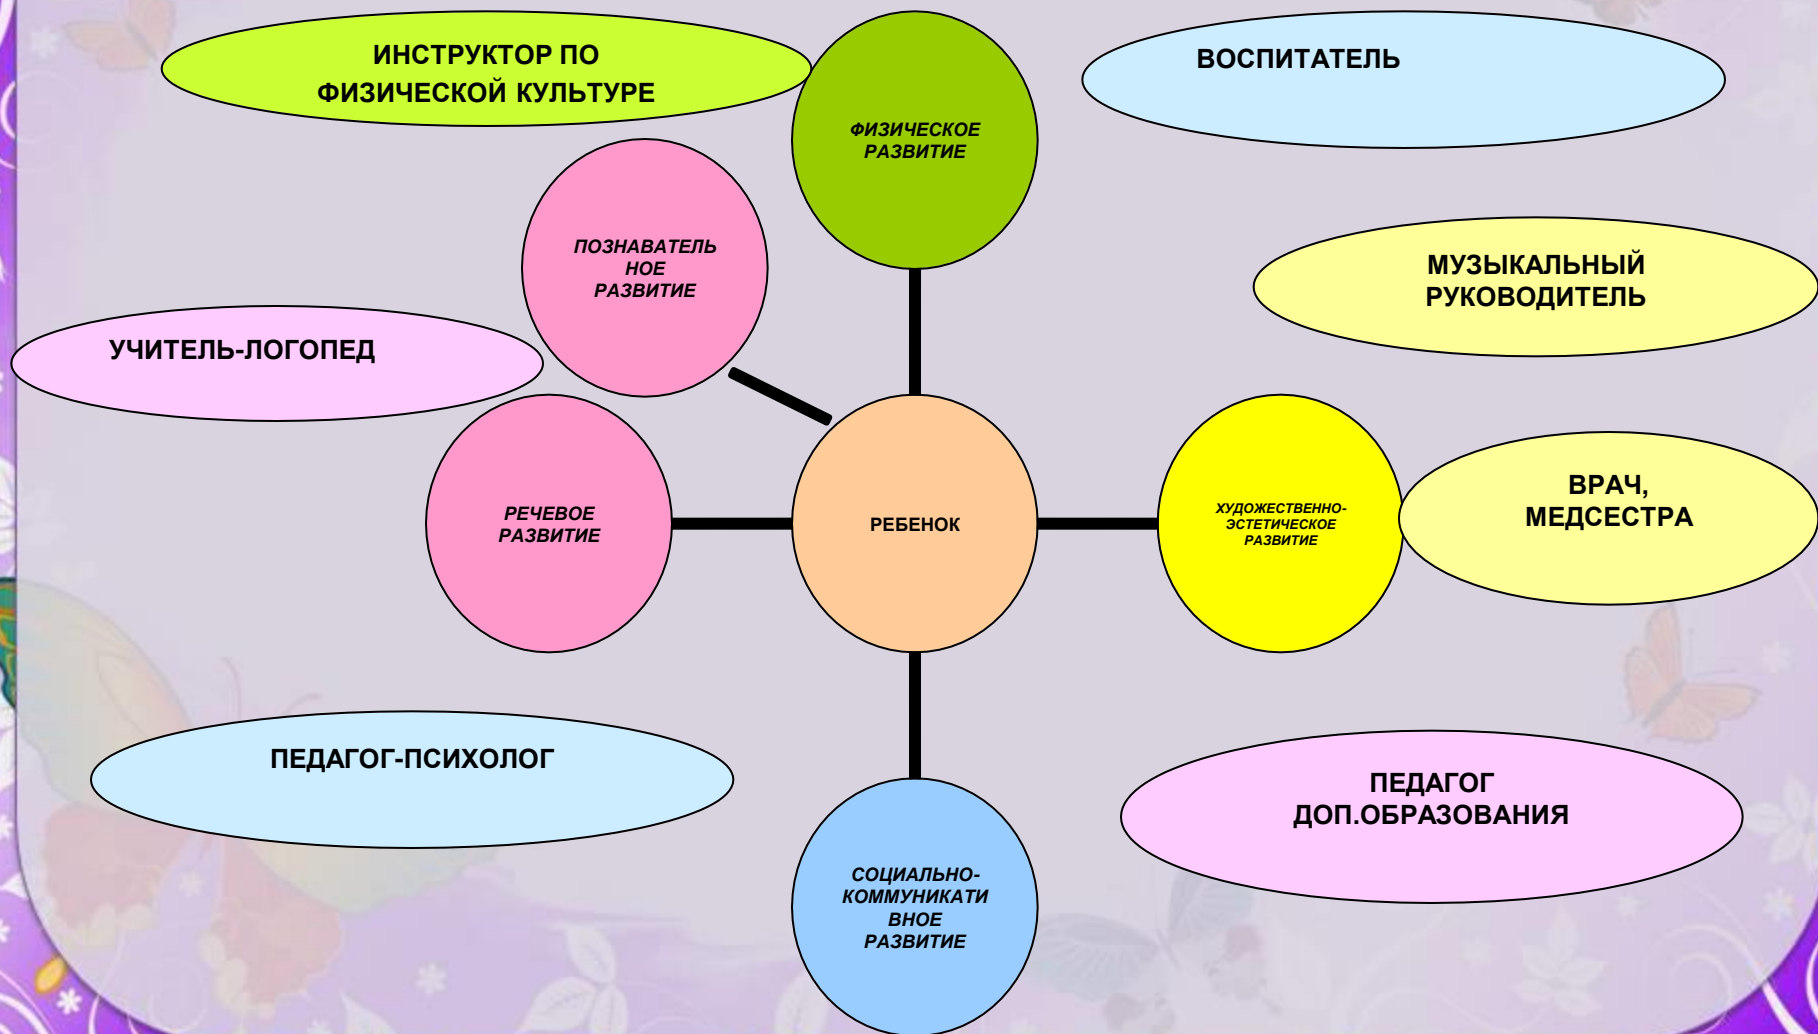 ИНСТРУКТОР ПО
ФИЗИЧЕСКОЙ КУЛЬТУРЕ
ФИЗИЧЕСКОЕ
РАЗВИТИЕ
ВОСПИТАТЕЛЬ
ПОЗНАВАТЕЛЬ
НОЕ
РАЗВИТИЕ
МУЗЫКАЛЬНЫЙ
РУКОВОДИТЕЛЬ
УЧИТЕЛЬ-ЛОГОПЕД
РЕЧЕВОЕ
РАЗВИТИЕ
РЕБЕНОК
ХУДОЖЕСТВЕННО-
ЭСТЕТИЧЕСКОЕ
РАЗВИТИЕ
ВРАЧ,
МЕДСЕСТРА
ПЕДАГОГ-ПСИХОЛОГ
СОЦИАЛЬНО-
КОММУНИКАТИ
ВНОЕ
РАЗВИТИЕ
ПЕДАГОГ
ДОП.ОБРАЗОВАНИЯ